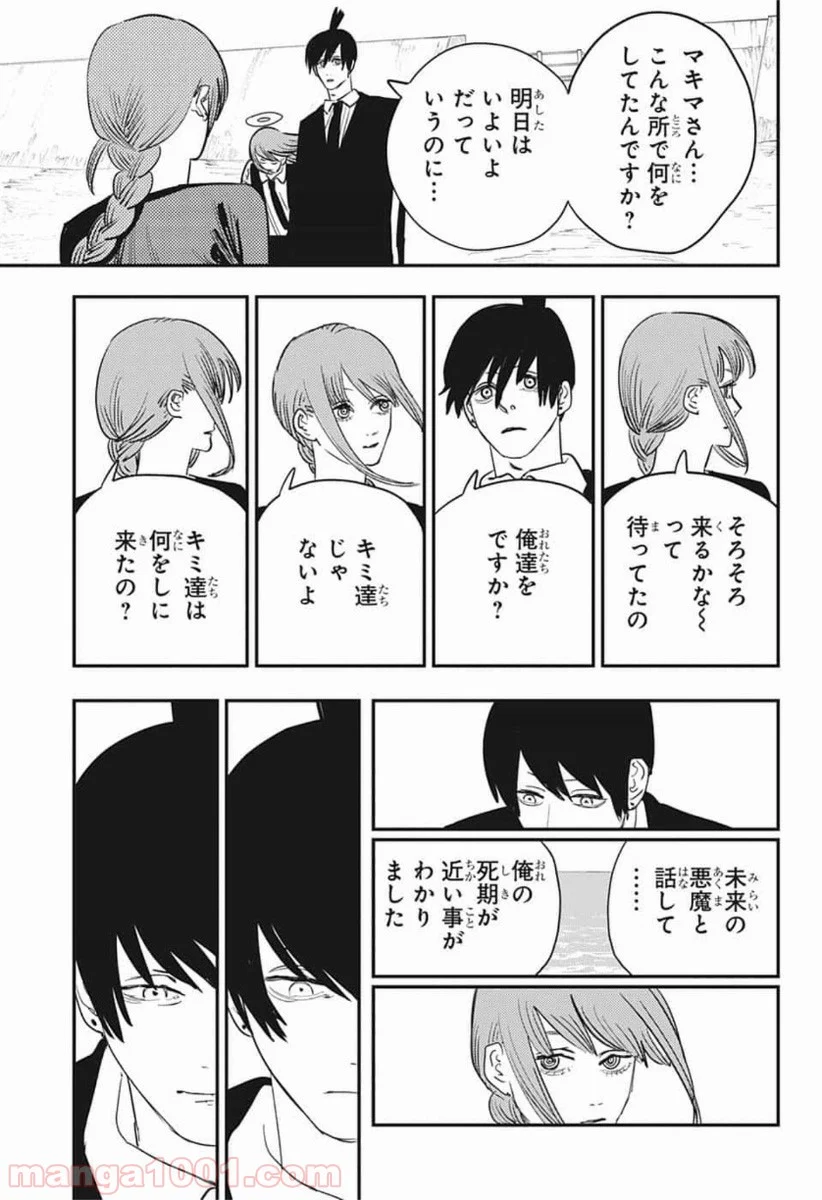 マキマさん…
こんな所で何を
してたんですか？
明日は
いよいよ
だって
いうのに…
そろそろ
来るかな〜
って
待ってたの
俺達を
ですか？
キミ達
じゃ
ないよ
キミ達は
何をしに
来たの？
未来の
悪魔と
話して
……
俺の
死期が
近い事が
わかり
ました
manga1001.com